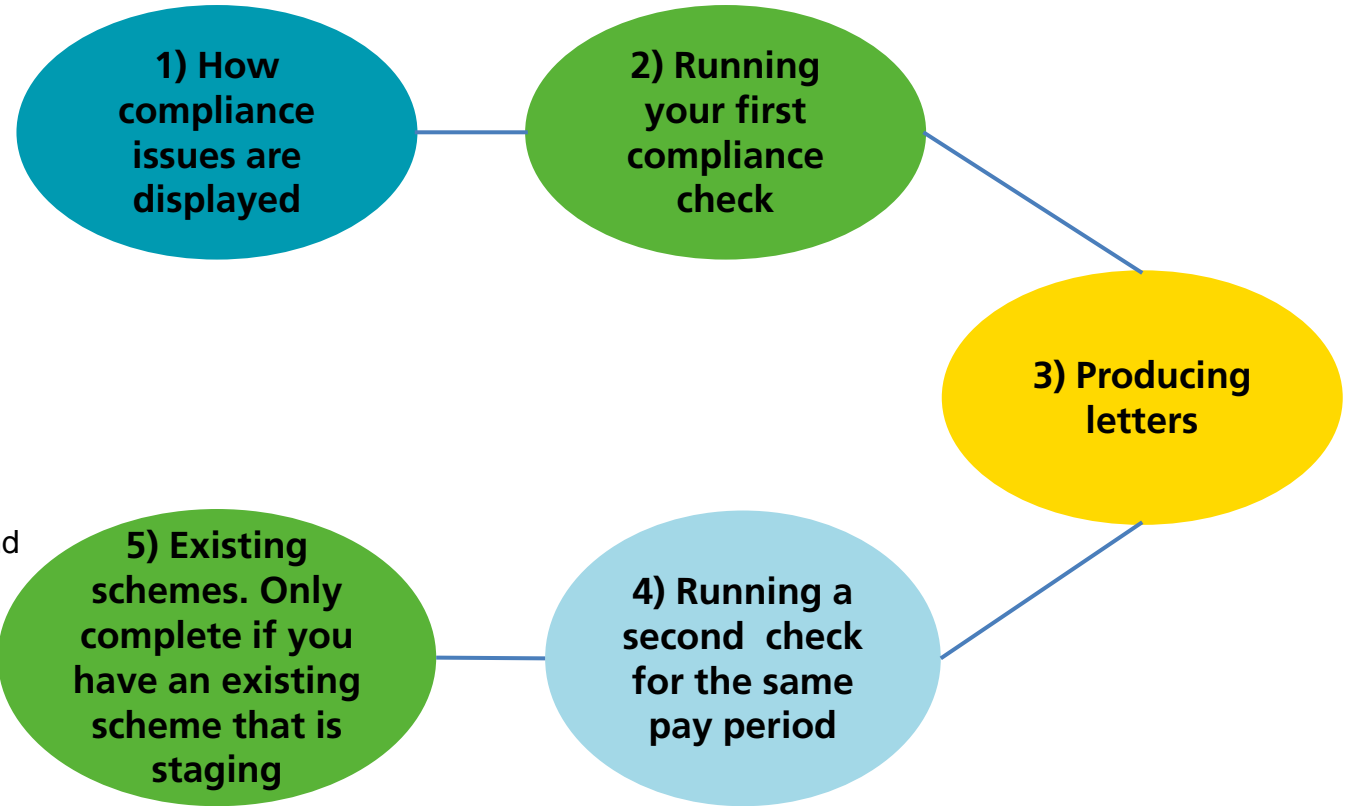 1) How
compliance
issues are
displayed
2) Running
your first
compliance
check
3) Producing
letters
4) Running a
second  check
for the same
pay period
5) Existing
schemes. Only
complete if you
have an existing
scheme that is
staging